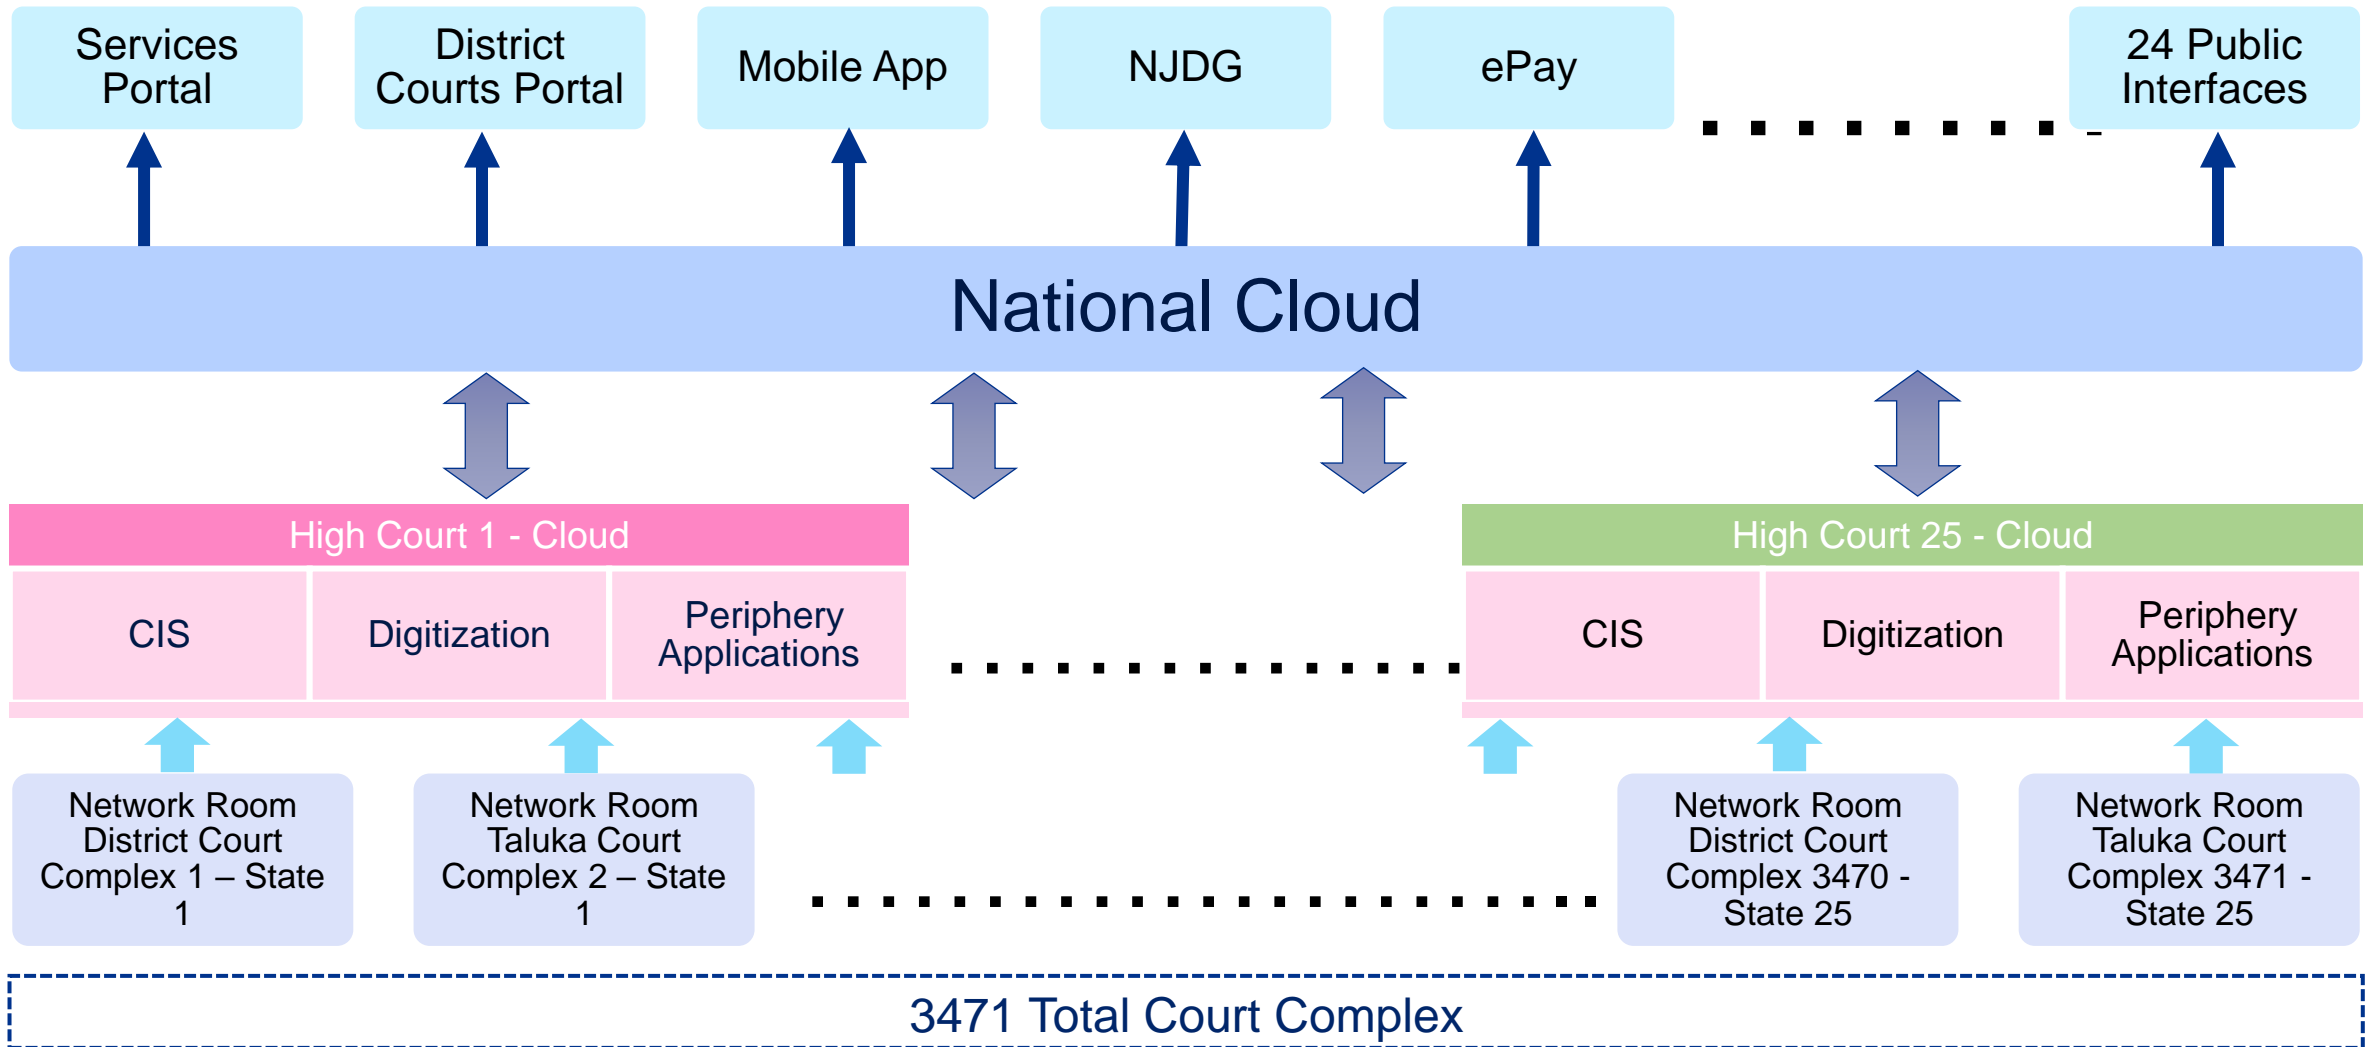 Services
Portal
District
Courts Portal
Mobile App
NJDG
ePay
24 Public
Interfaces
National Cloud
High Court 1 - Cloud
CIS
Digitization
Periphery
Applications
High Court 25 - Cloud
CIS
Digitization
Periphery
Applications
Network Room
District Court
Complex 1 – State
1
Network Room
Taluka Court
Complex 2 – State
1
Network Room
District Court
Complex 3470 -
State 25
Network Room
Taluka Court
Complex 3471 -
State 25
3471 Total Court Complex